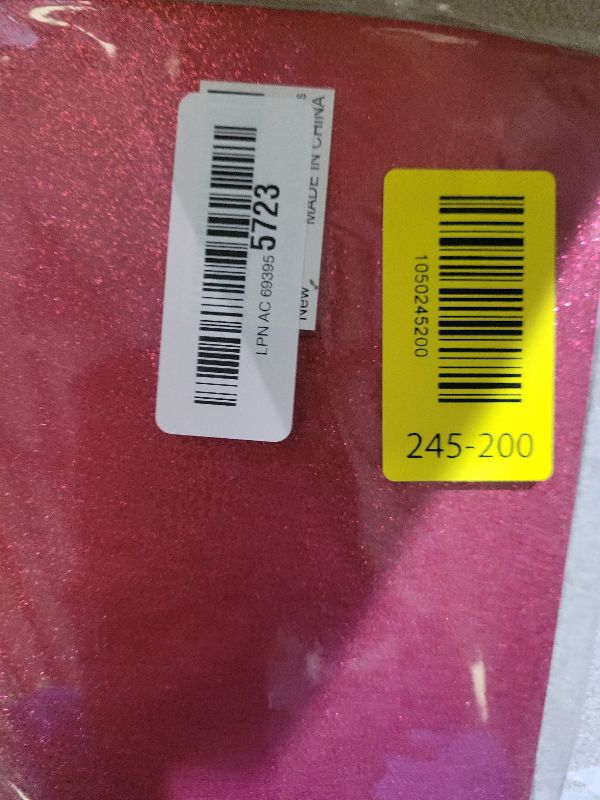 LPN AC 69395 5723
s
MADE IN CHINA
New
1050245200
245-200